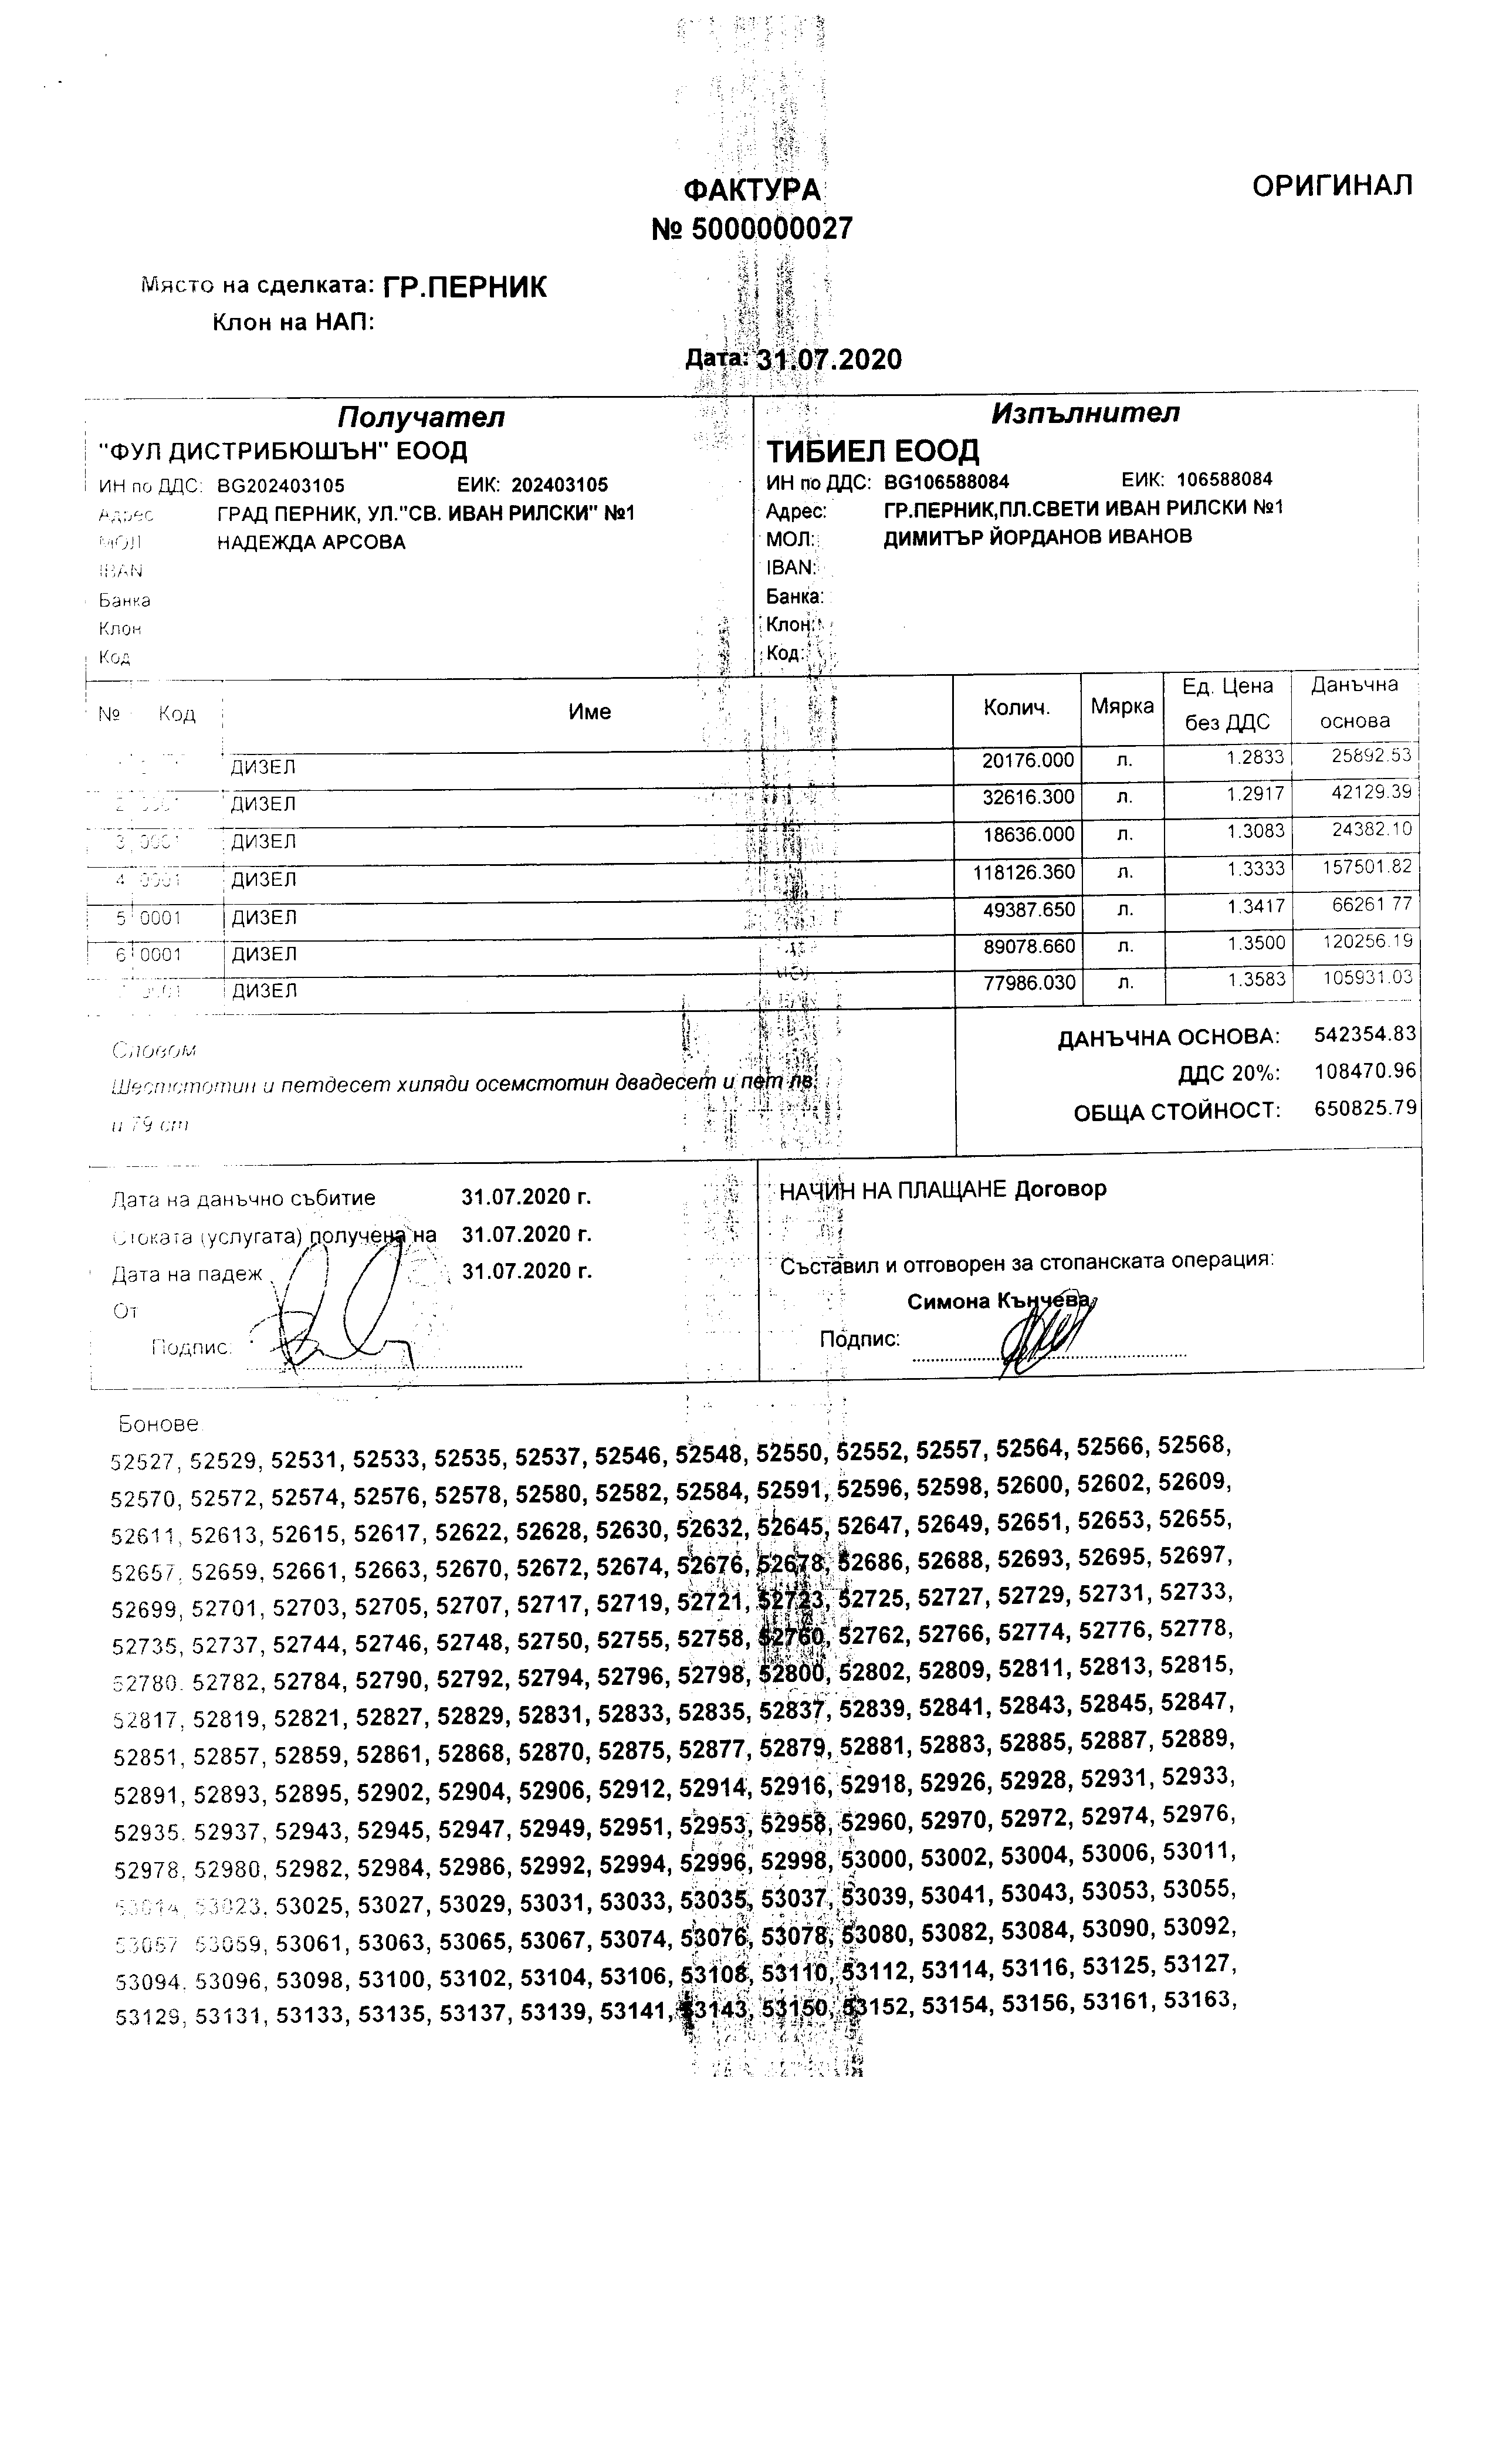 ФАКТУРА
ОРИГИНАЛ
№ 5000000027
Място на сделката: ГР.ПЕРНИК
Клон на НАП:
Дата: 31.07.2020
Получател
"ФУЛ ДИСТРИБЮШЪН" ЕООД
ИН по ДДС: BG202403105 ЕИК: 202403105
Адрес ГРАД ПЕРНИК, УЛ."СВ. ИВАН РИЛСКИ" №1
МОЛ НАДЕЖДА АРСОВА
IBAN
Банка
Клон
Код
Изпълнител
ТИБИЕЛ ЕООД
ИН по ДДС: BG106588084 ЕИК: 106588084
Адрес: ГР.ПЕРНИК,ПЛ.СВЕТИ ИВАН РИЛСКИ №1
МОЛ: ДИМИТЪР ЙОРДАНОВ ИВАНОВ
IBAN:
Банка:
Клон:
Код:
№ Код Име Колич. Мярка Ед. Цена без ДДС Данъчна основа
ДИЗЕЛ 20176.000 л. 1.2833 25892.53
2 0001 ДИЗЕЛ 32616.300 л. 1.2917 42129.39
3 0001 ДИЗЕЛ 18636.000 л. 1.3083 24382.10
4 0001 ДИЗЕЛ 118126.360 л. 1.3333 157501.82
5 0001 ДИЗЕЛ 49387.650 л. 1.3417 66261 77
6 0001 ДИЗЕЛ 89078.660 л. 1.3500 120256.19
ДИЗЕЛ 77986.030 л. 1.3583 105931.03
Словом
Шестстотин и петдесет хиляди осемстотин двадесет и пет лв.
и 79 ст
ДАНЪЧНА ОСНОВА: 542354.83
ДДС 20%: 108470.96
ОБЩА СТОЙНОСТ: 650825.79
Дата на данъчно събитие 31.07.2020 г.
Стоката (услугата) получена на 31.07.2020 г.
Дата на падеж 31.07.2020 г.
От
Подпис:
НАЧИН НА ПЛАЩАНЕ Договор
Съставил и отговорен за стопанската операция:
Симона Кънчева
Подпис:
Бонове
52527, 52529, 52531, 52533, 52535, 52537, 52546, 52548, 52550, 52552, 52557, 52564, 52566, 52568,
52570, 52572, 52574, 52576, 52578, 52580, 52582, 52584, 52591, 52596, 52598, 52600, 52602, 52609,
52611, 52613, 52615, 52617, 52622, 52628, 52630, 52632, 52645, 52647, 52649, 52651, 52653, 52655,
52657, 52659, 52661, 52663, 52670, 52672, 52674, 52676, 52678, 52686, 52688, 52693, 52695, 52697,
52699, 52701, 52703, 52705, 52707, 52717, 52719, 52721, 52723, 52725, 52727, 52729, 52731, 52733,
52735, 52737, 52744, 52746, 52748, 52750, 52755, 52758, 52760, 52762, 52766, 52774, 52776, 52778,
52780. 52782, 52784, 52790, 52792, 52794, 52796, 52798, 52800, 52802, 52809, 52811, 52813, 52815,
52817, 52819, 52821, 52827, 52829, 52831, 52833, 52835, 52837, 52839, 52841, 52843, 52845, 52847,
52851, 52857, 52859, 52861, 52868, 52870, 52875, 52877, 52879, 52881, 52883, 52885, 52887, 52889,
52891, 52893, 52895, 52902, 52904, 52906, 52912, 52914, 52916, 52918, 52926, 52928, 52931, 52933,
52935. 52937, 52943, 52945, 52947, 52949, 52951, 52953, 52958, 52960, 52970, 52972, 52974, 52976,
52978, 52980, 52982, 52984, 52986, 52992, 52994, 52996, 52998, 53000, 53002, 53004, 53006, 53011,
53014, 53023, 53025, 53027, 53029, 53031, 53033, 53035, 53037, 53039, 53041, 53043, 53053, 53055,
53057 53059, 53061, 53063, 53065, 53067, 53074, 53076, 53078, 53080, 53082, 53084, 53090, 53092,
53094. 53096, 53098, 53100, 53102, 53104, 53106, 53108, 53110, 53112, 53114, 53116, 53125, 53127,
53129, 53131, 53133, 53135, 53137, 53139, 53141, 53143, 53150, 53152, 53154, 53156, 53161, 53163,